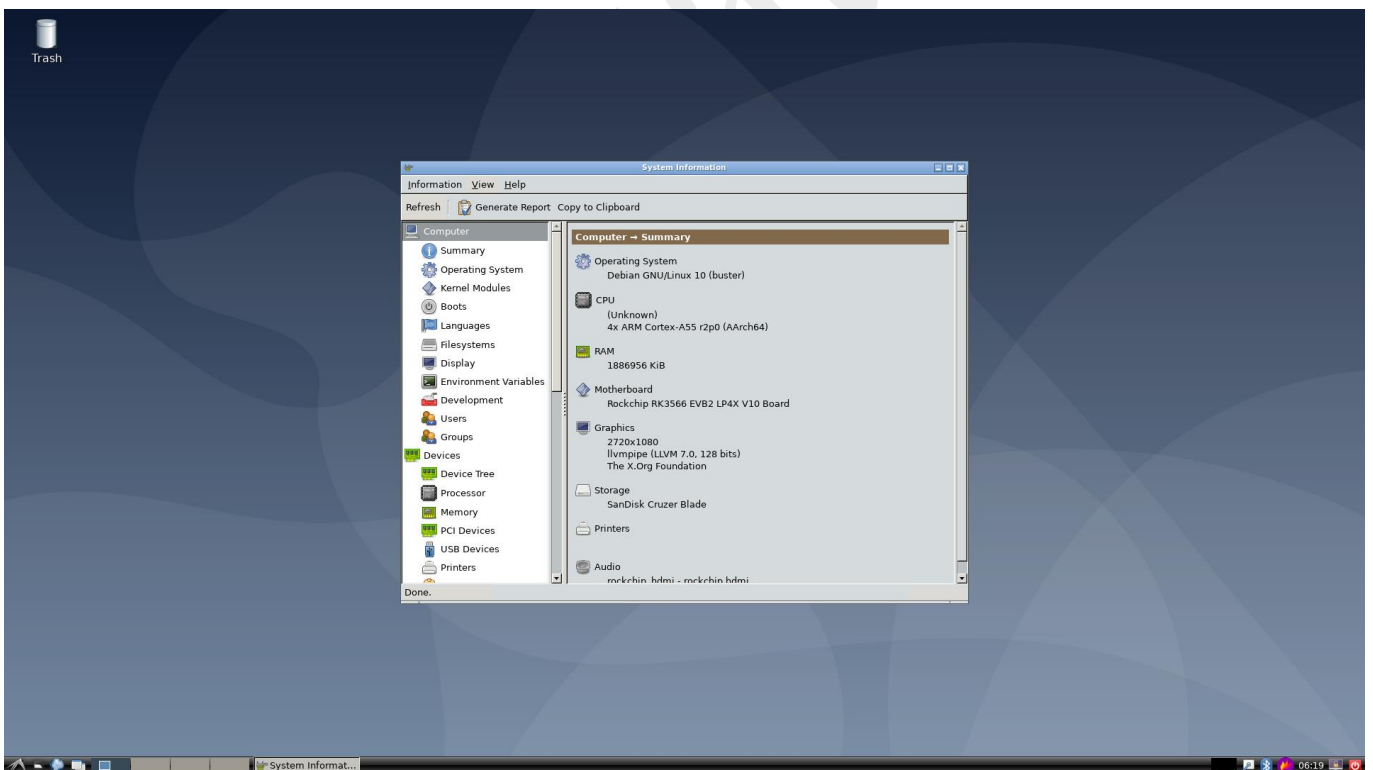 Trash
System Information
Information View Help
Refresh Generate Report Copy to Clipboard
Computer
Summary
Operating System
Kernel Modules
Boots
Languages
Filesystems
Display
Environment Variables
Development
Users
Groups
Devices
Device Tree
Processor
Memory
PCI Devices
USB Devices
Printers
Computer → Summary
Operating System
Debian GNU/Linux 10 (buster)
CPU
(Unknown)
4x ARM Cortex-A55 r2p0 (AArch64)
RAM
1886956 KiB
Motherboard
Rockchip RK3566 EVB2 LP4X V10 Board
Graphics
2720x1080
llvmpipe (LLVM 7.0, 128 bits)
The X.Org Foundation
Storage
SanDisk Cruzer Blade
Printers
Audio
rockchin hdmi - rockchin hdmi
Done.
System Informat...
06:19